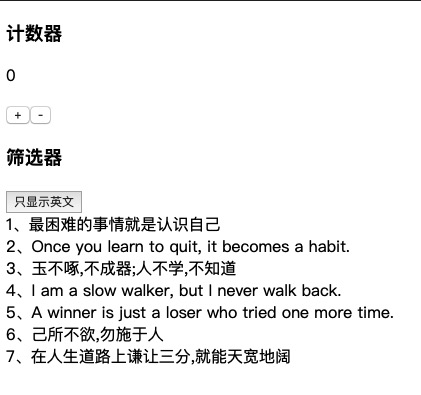 计数器
0
+ -
筛选器
只显示英文
1、最困难的事情就是认识自己
2、Once you learn to quit, it becomes a habit.
3、玉不啄,不成器;人不学,不知道
4、I am a slow walker, but I never walk back.
5、A winner is just a loser who tried one more time.
6、己所不欲,勿施于人
7、在人生道路上谦让三分,就能天宽地阔